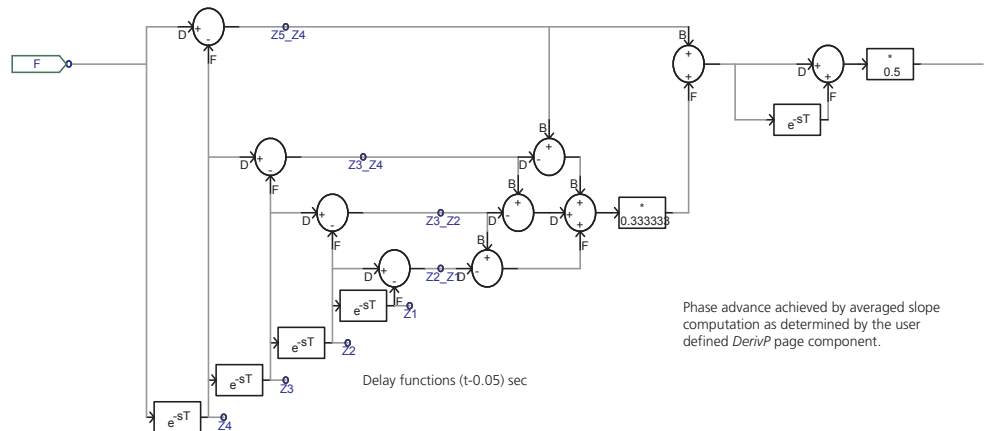 D
+
-
F
Z5_Z4
B
+
+
F
F
D
+
+
F
*
0.5
e-sT
B
+
-
D
+
-
F
D
Z3_Z4
B
B
+
-
D
D
+
-
F
Z3_Z2
D
+
+
+
F
*
0.333333
B
+
-
D
+
-
F
Z2_Z1
D
e-sT
Z1
Phase advance achieved by averaged slope
computation as determined by the user
defined DerivP page component.
e-sT
Z2
e-sT
Z3
Delay functions (t-0.05) sec
e-sT
Z4